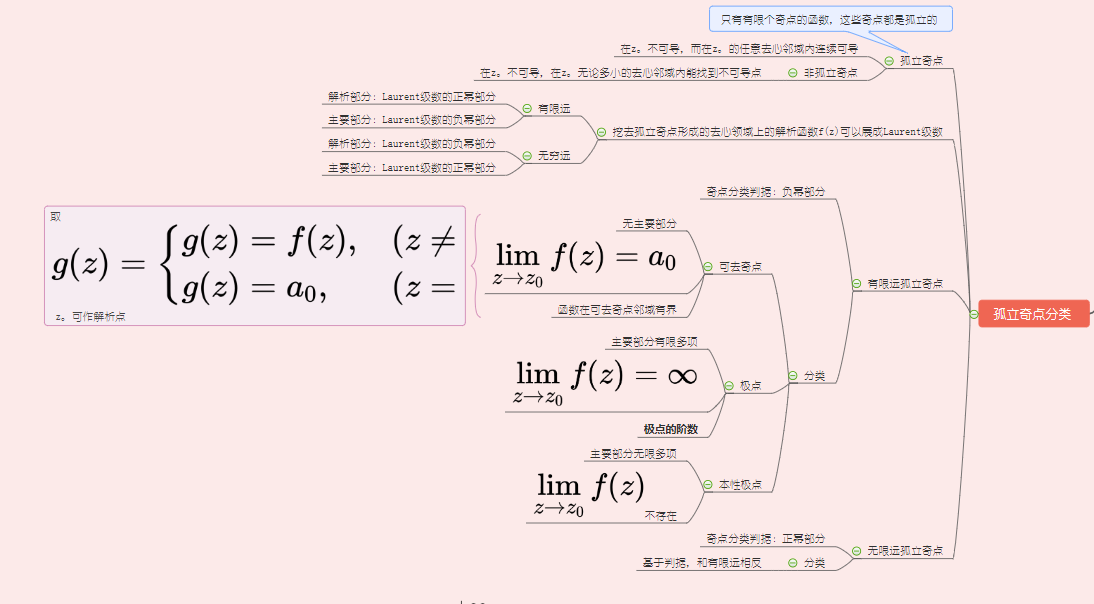 只有有限个奇点的函数，这些奇点都是孤立的
在z。不可导，而在z。的任意去心邻域内连续可导
孤立奇点
在z。不可导，在z。无论多小的去心邻域内能找到不可导点
非孤立奇点
解析部分：Laurent级数的正幂部分
有限远
主要部分：Laurent级数的负幂部分
挖去孤立奇点形成的去心领域上的解析函数f(z)可以展成Laurent级数
解析部分：Laurent级数的负幂部分
无穷远
主要部分：Laurent级数的正幂部分
奇点分类判据：负幂部分
取
g(z) = { g(z) = f(z), (z ≠
g(z) = a₀, (z =
z。可作解析点
无主要部分
lim z→z₀ f(z) = a₀
可去奇点
函数在可去奇点邻域有界
有限远孤立奇点
孤立奇点分类
主要部分有限多项
lim z→z₀ f(z) = ∞
极点
分类
极点的阶数
主要部分无限多项
lim z→z₀ f(z)
不存在
本性极点
奇点分类判据：正幂部分
无限远孤立奇点
基于判据，和有限远相反
分类